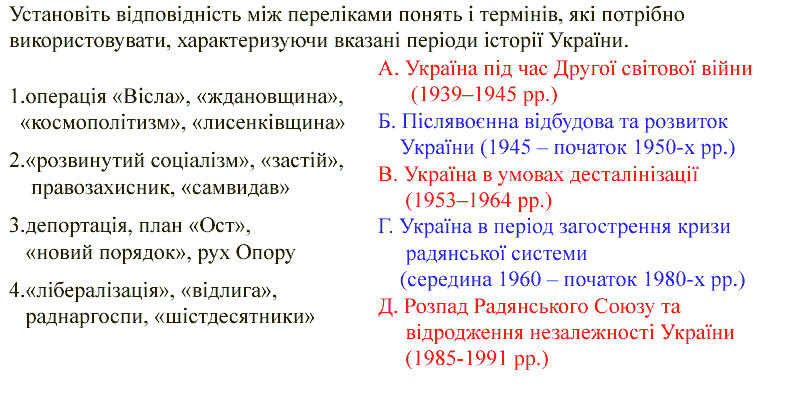 Установіть відповідність між переліками понять і термінів, які потрібно
використовувати, характеризуючи вказані періоди історії України.
1.операція «Вісла», «ждановщина»,
«космополітизм», «лисенківщина»
2.«розвинутий соціалізм», «застій»,
правозахисник, «самвидав»
3.депортація, план «Ост»,
«новий порядок», рух Опору
4.«лібералізація», «відлига»,
раднаргоспи, «шістдесятники»
А. Україна під час Другої світової війни
(1939–1945 рр.)
Б. Післявоєнна відбудова та розвиток
України (1945 – початок 1950-х рр.)
В. Україна в умовах десталінізації
(1953–1964 рр.)
Г. Україна в період загострення кризи
радянської системи
(середина 1960 – початок 1980-х рр.)
Д. Розпад Радянського Союзу та
відродження незалежності України
(1985-1991 рр.)